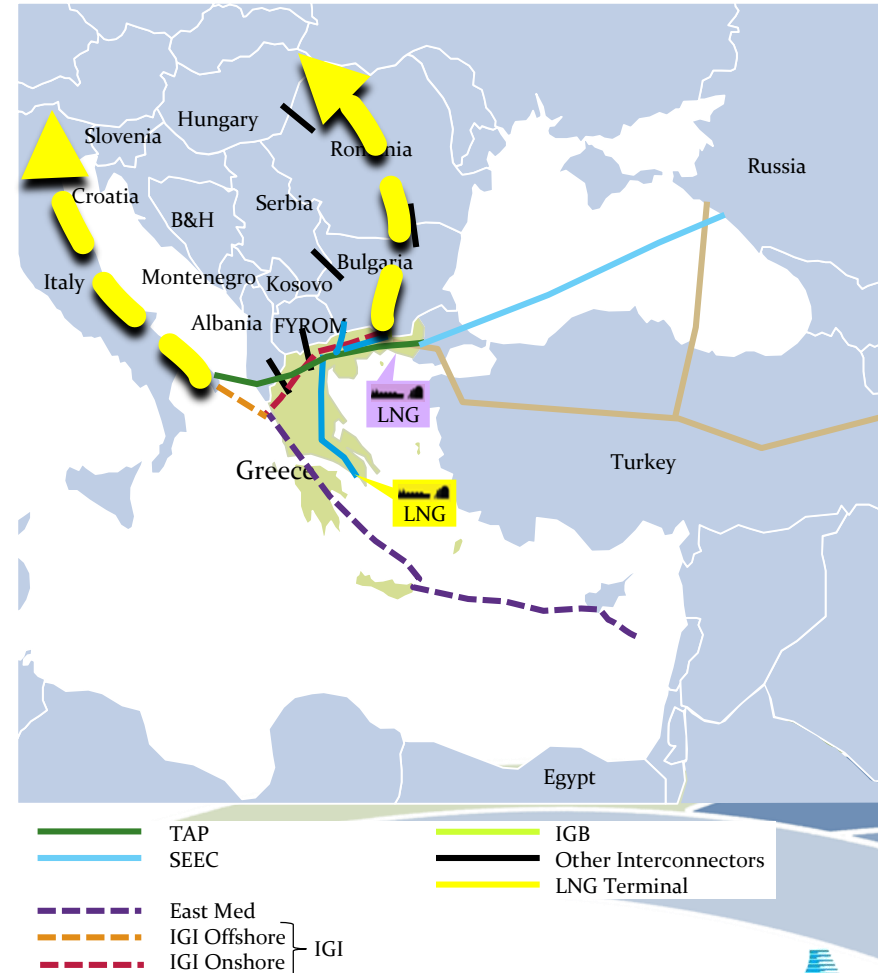 Slovenia
Hungary
Romania
Russia
Croatia
B&H
Serbia
Italy
Montenegro
Kosovo
Bulgaria
Albania
FYROM
LNG
Greece
Turkey
LNG
Egypt
TAP
IGB
SEEC
Other Interconnectors
LNG Terminal
East Med
IGI Offshore
IGI
IGI Onshore